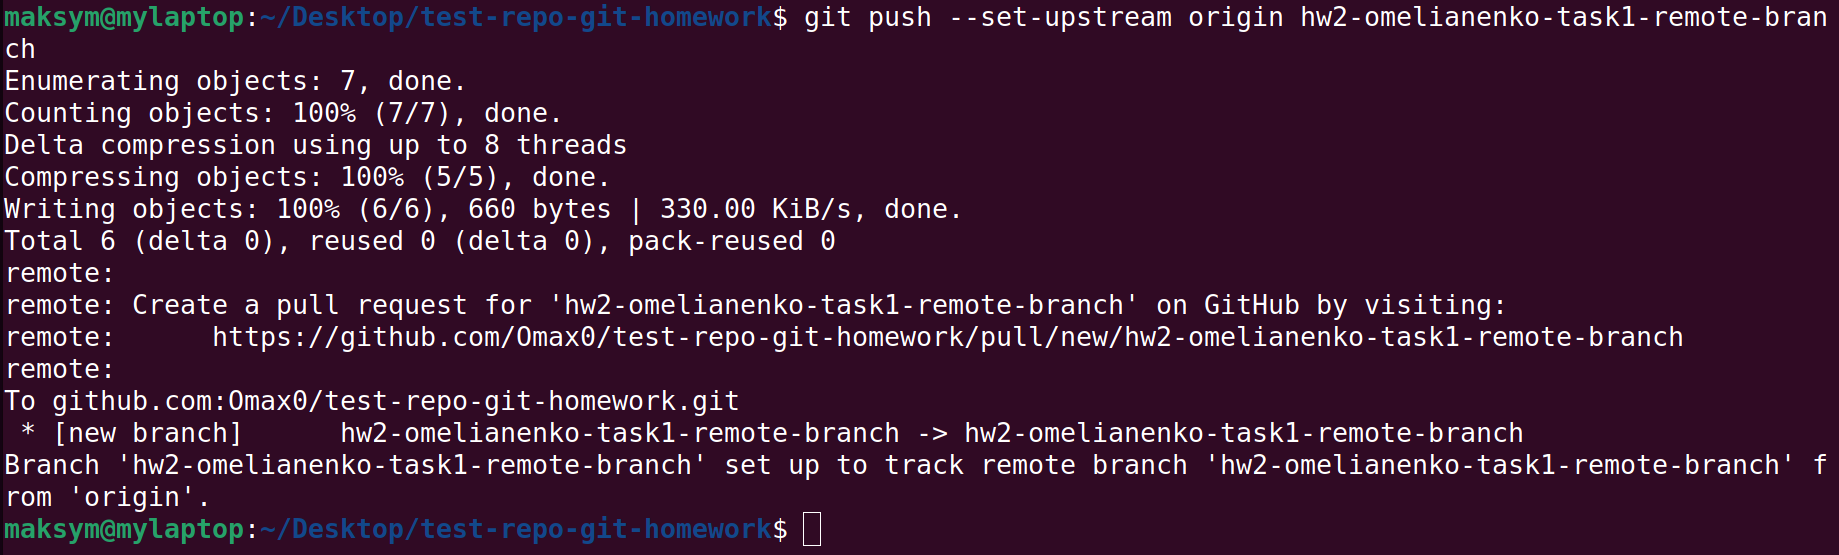 maksym@mylaptop:~/Desktop/test-repo-git-homework$ git push --set-upstream origin hw2-omelianenko-task1-remote-bran
ch
Enumerating objects: 7, done.
Counting objects: 100% (7/7), done.
Delta compression using up to 8 threads
Compressing objects: 100% (5/5), done.
Writing objects: 100% (6/6), 660 bytes | 330.00 KiB/s, done.
Total 6 (delta 0), reused 0 (delta 0), pack-reused 0
remote:
remote: Create a pull request for 'hw2-omelianenko-task1-remote-branch' on GitHub by visiting:
remote:      https://github.com/Omax0/test-repo-git-homework/pull/new/hw2-omelianenko-task1-remote-branch
remote:
To github.com:Omax0/test-repo-git-homework.git
 * [new branch]      hw2-omelianenko-task1-remote-branch -> hw2-omelianenko-task1-remote-branch
Branch 'hw2-omelianenko-task1-remote-branch' set up to track remote branch 'hw2-omelianenko-task1-remote-branch' f
rom 'origin'.
maksym@mylaptop:~/Desktop/test-repo-git-homework$